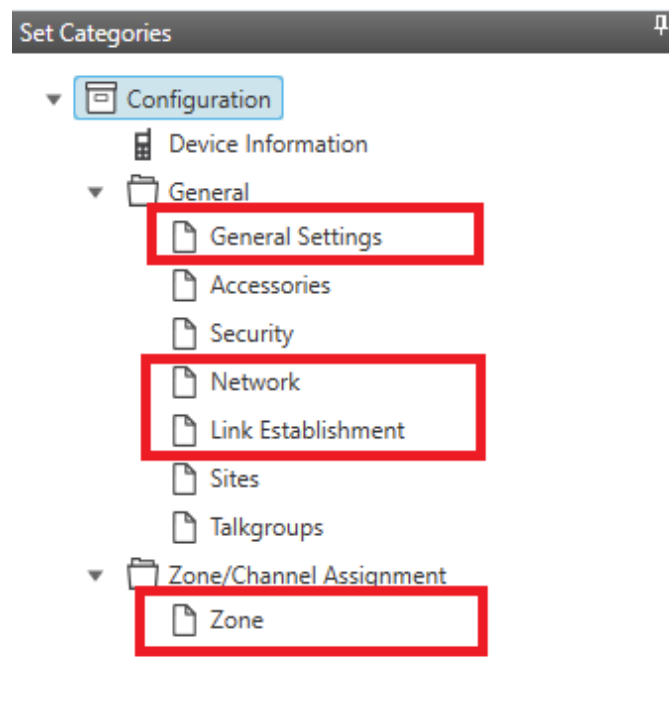 Set Categories
Configuration
Device Information
General
General Settings
Accessories
Security
Network
Link Establishment
Sites
Talkgroups
Zone/Channel Assignment
Zone